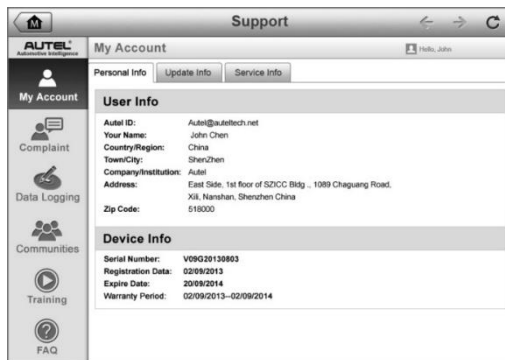 M
Support
AUTEL
Automotive Intelligence
My Account
Hello, John
Personal Info
Update Info
Service Info
My Account
Complaint
Data Logging
Communities
Training
?
FAQ
User Info
Autel ID: Autel@auteltech.net
Your Name: John Chen
Country/Region: China
Town/City: ShenZhen
Company/Institution: Autel
Address: East Side, 1st floor of SZICC Bldg ., 1089 Chaguang Road,
Xili, Nanshan, Shenzhen China
Zip Code: 518000
Device Info
Serial Number: V09G20130803
Registration Data: 02/09/2013
Expire Date: 20/09/2014
Warranty Period: 02/09/2013--02/09/2014